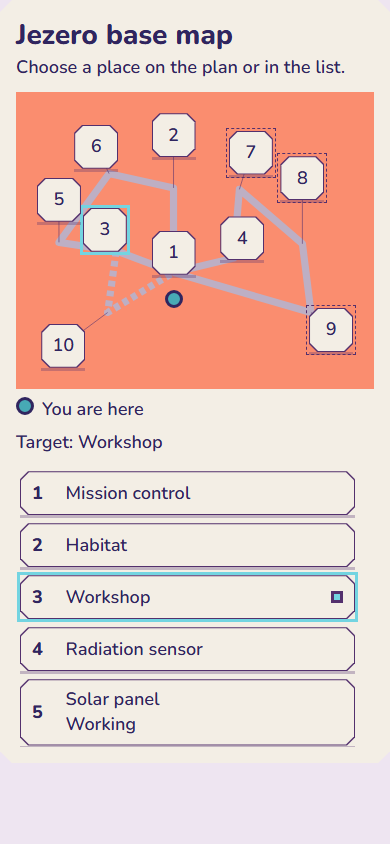 Jezero base map
Choose a place on the plan or in the list.
6
2
7
8
5
3
1
4
9
10
You are here
Target: Workshop
1 Mission control
2 Habitat
3 Workshop
4 Radiation sensor
5 Solar panel
Working